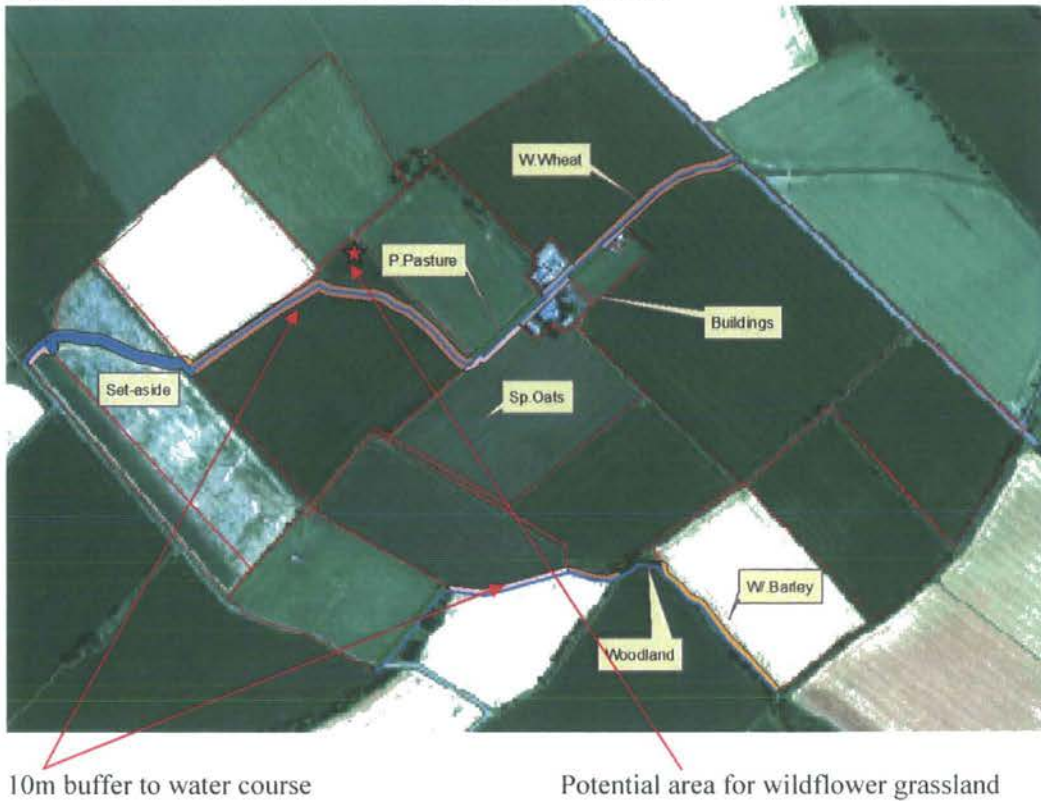 W.Wheat
P.Pasture
Buildings
Set-aside
Sp.Oats
W.Barley
Woodland
10m buffer to water course
Potential area for wildflower grassland